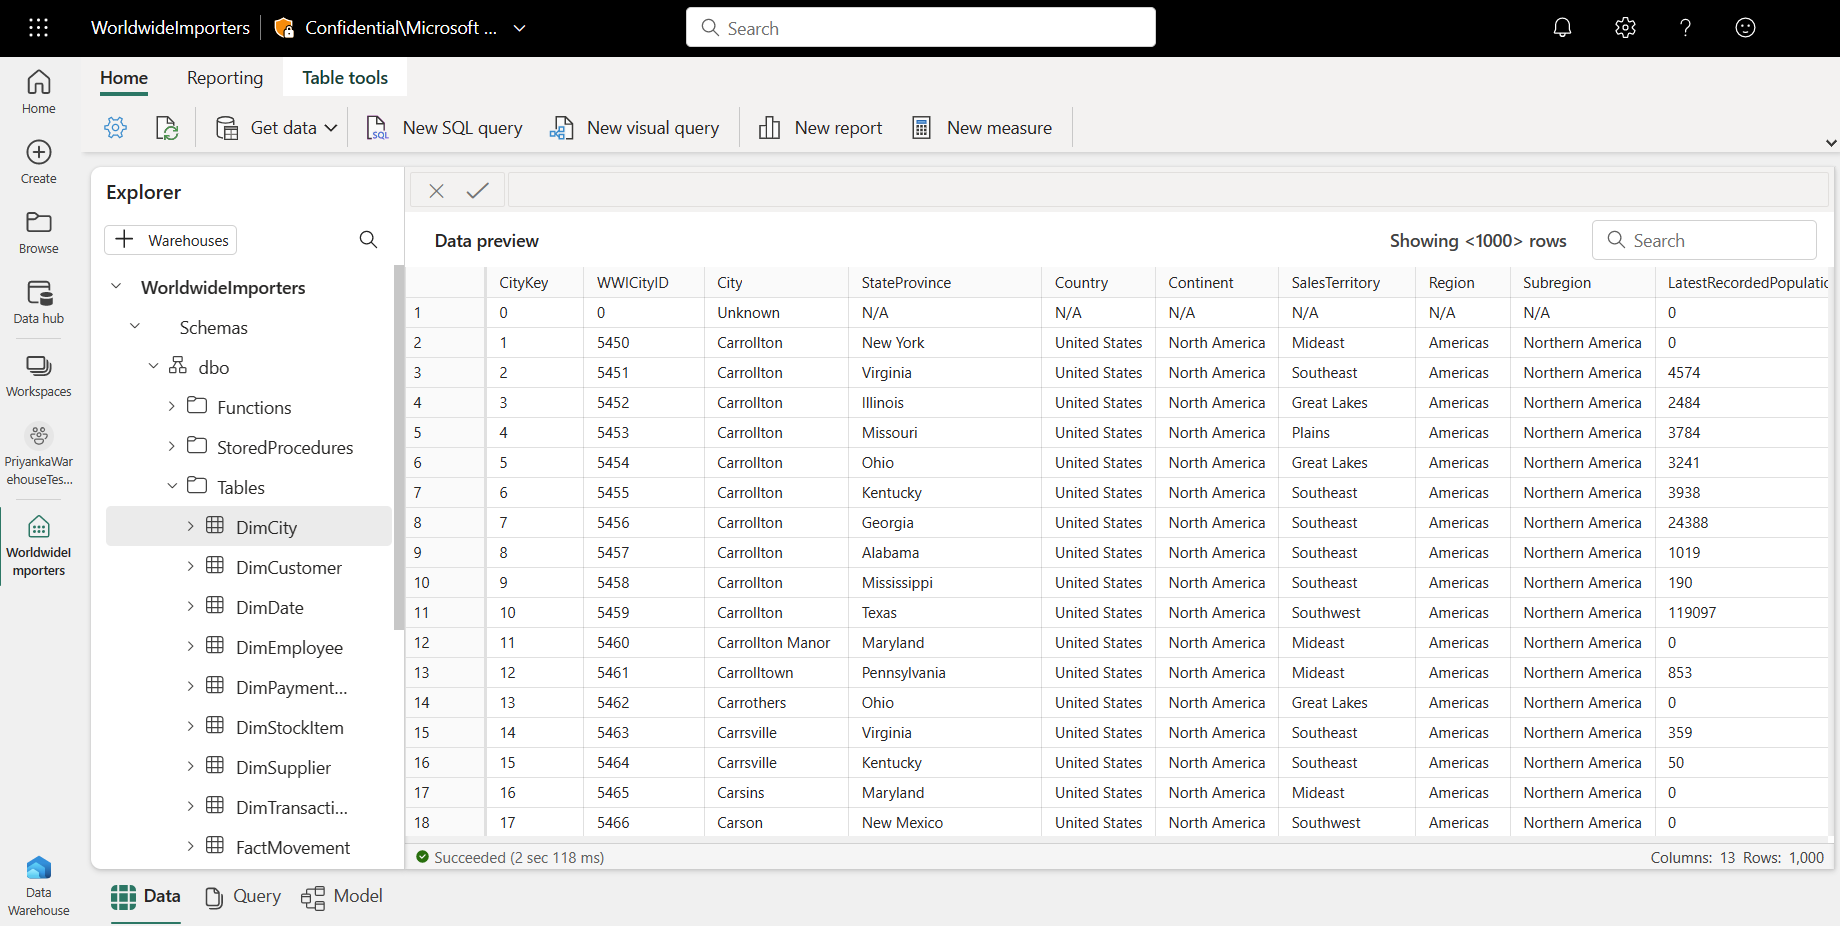 WorldwideImporters
Confidential\Microsoft ...
Search
Home
Reporting
Table tools
Get data
New SQL query
New visual query
New report
New measure
Home
Create
Browse
Data hub
Workspaces
PriyankaWar
ehouseTes...
WorldwideI
mporters
Data
Warehouse
Explorer
+ Warehouses
WorldwideImporters
Schemas
dbo
Functions
StoredProcedures
Tables
DimCity
DimCustomer
DimDate
DimEmployee
DimPayment...
DimStockItem
DimSupplier
DimTransacti...
FactMovement
Data preview
Showing <1000> rows
Search
CityKey WWICityID City StateProvince Country Continent SalesTerritory Region Subregion LatestRecordedPopulatio
1 0 0 Unknown N/A N/A N/A N/A N/A N/A 0
2 1 5450 Carrollton New York United States North America Mideast Americas Northern America 0
3 2 5451 Carrollton Virginia United States North America Southeast Americas Northern America 4574
4 3 5452 Carrollton Illinois United States North America Great Lakes Americas Northern America 2484
5 4 5453 Carrollton Missouri United States North America Plains Americas Northern America 3784
6 5 5454 Carrollton Ohio United States North America Great Lakes Americas Northern America 3241
7 6 5455 Carrollton Kentucky United States North America Southeast Americas Northern America 3938
8 7 5456 Carrollton Georgia United States North America Southeast Americas Northern America 24388
9 8 5457 Carrollton Alabama United States North America Southeast Americas Northern America 1019
10 9 5458 Carrollton Mississippi United States North America Southeast Americas Northern America 190
11 10 5459 Carrollton Texas United States North America Southwest Americas Northern America 119097
12 11 5460 Carrollton Manor Maryland United States North America Mideast Americas Northern America 0
13 12 5461 Carrolltown Pennsylvania United States North America Mideast Americas Northern America 853
14 13 5462 Carrothers Ohio United States North America Great Lakes Americas Northern America 0
15 14 5463 Carrsville Virginia United States North America Southeast Americas Northern America 359
16 15 5464 Carrsville Kentucky United States North America Southeast Americas Northern America 50
17 16 5465 Carsins Maryland United States North America Mideast Americas Northern America 0
18 17 5466 Carson New Mexico United States North America Southwest Americas Northern America 0
Succeeded (2 sec 118 ms)
Columns: 13 Rows: 1,000
Data
Query
Model